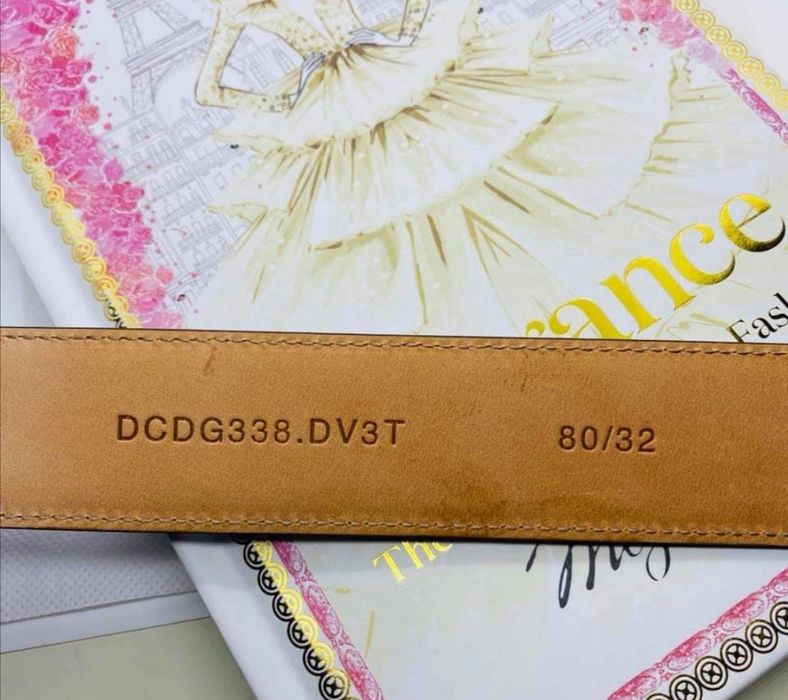 ance
Fash
DCDG338.DV3T 80/32
The